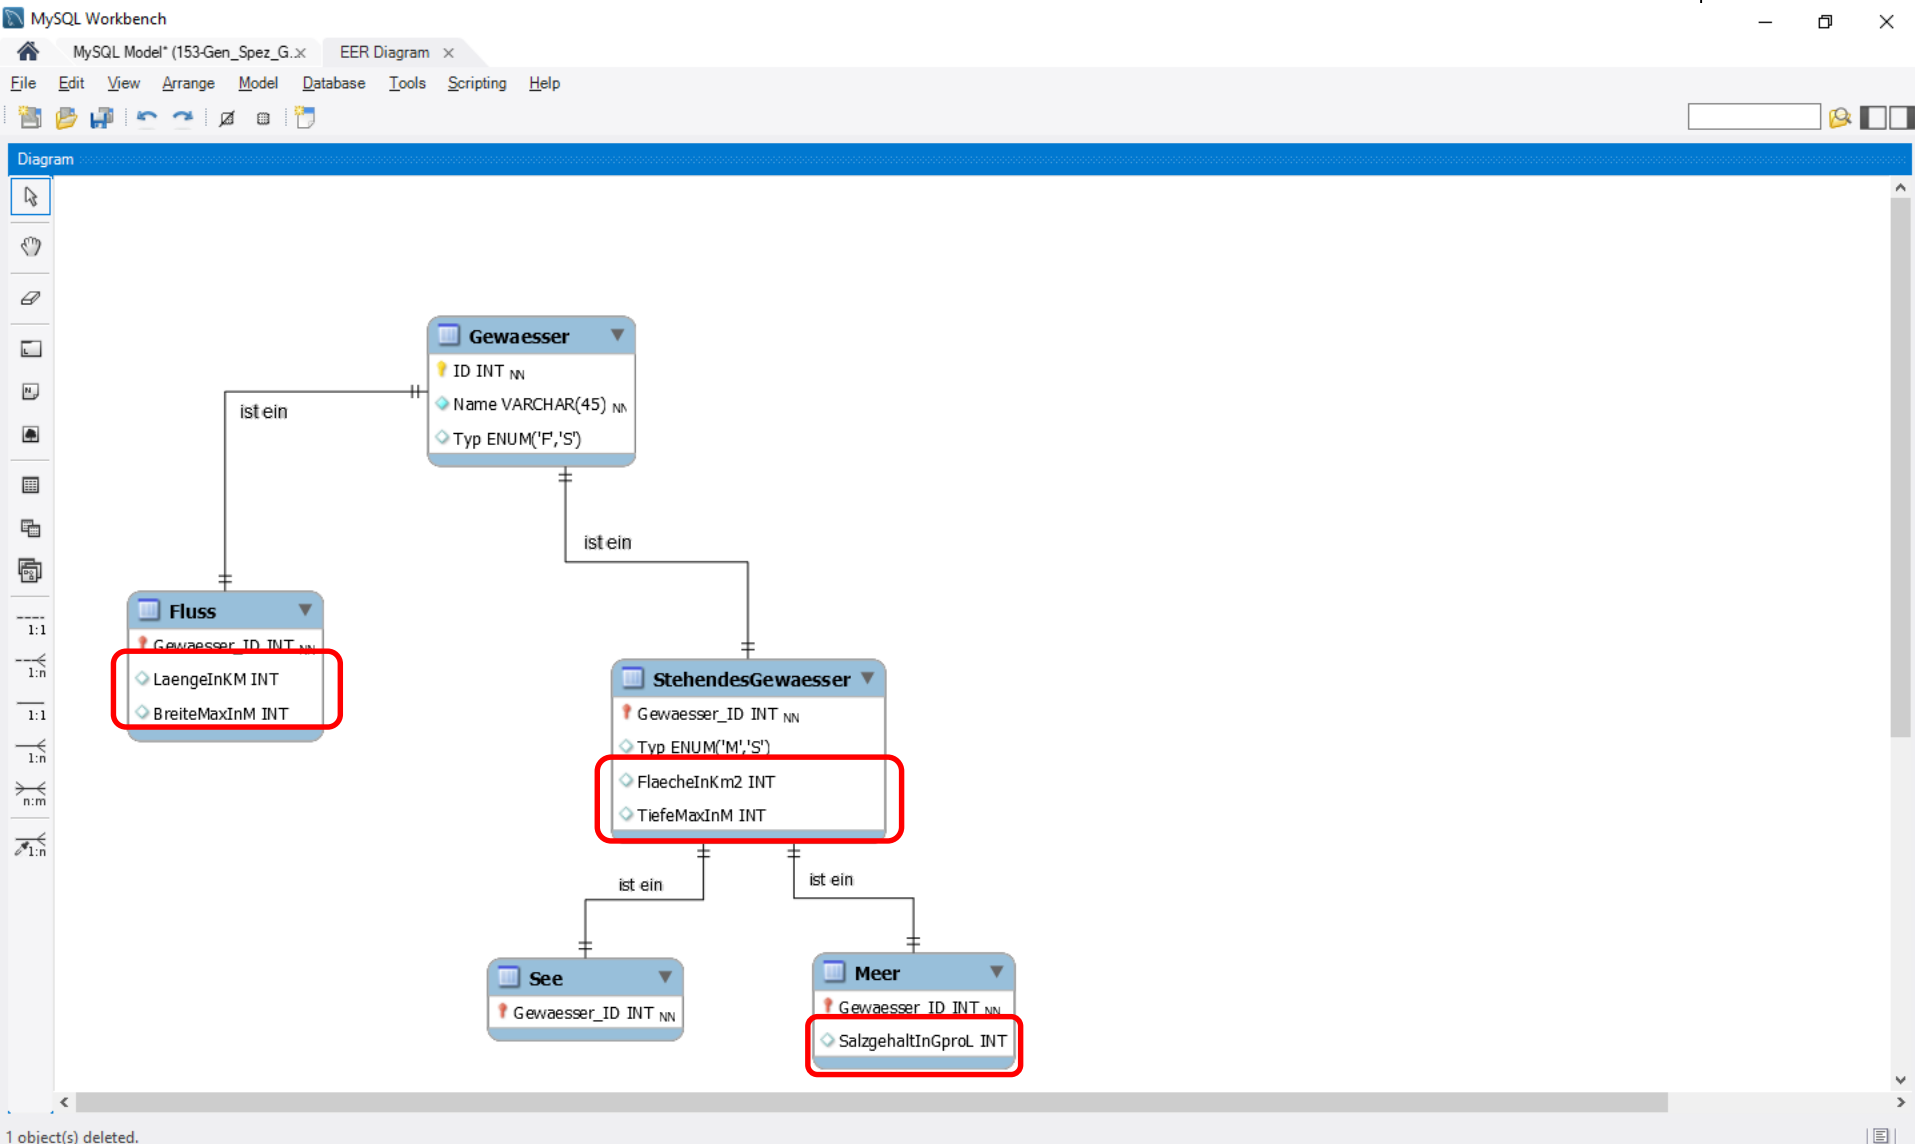 MySQL Workbench
MySQL Model* (153-Gen_Spez_G..×
EER Diagram ×
File Edit View Arrange Model Database Tools Scripting Help
Diagram
Gewaesser
ID INT NN
Name VARCHAR(45) NN
Typ ENUM('F','S')
ist ein
ist ein
Fluss
Gewaesser_ID INT NN
LaengeInKM INT
BreiteMaxInM INT
StehendesGewaesser
Gewaesser_ID INT NN
Typ ENUM('M','S')
FlaecheInKm2 INT
TiefeMaxInM INT
ist ein
ist ein
See
Gewaesser_ID INT NN
Meer
Gewaesser_ID INT NN
SalzgehaltInGproL INT
1:1
1:n
1:1
1:n
n:m
1:n
1 object(s) deleted.